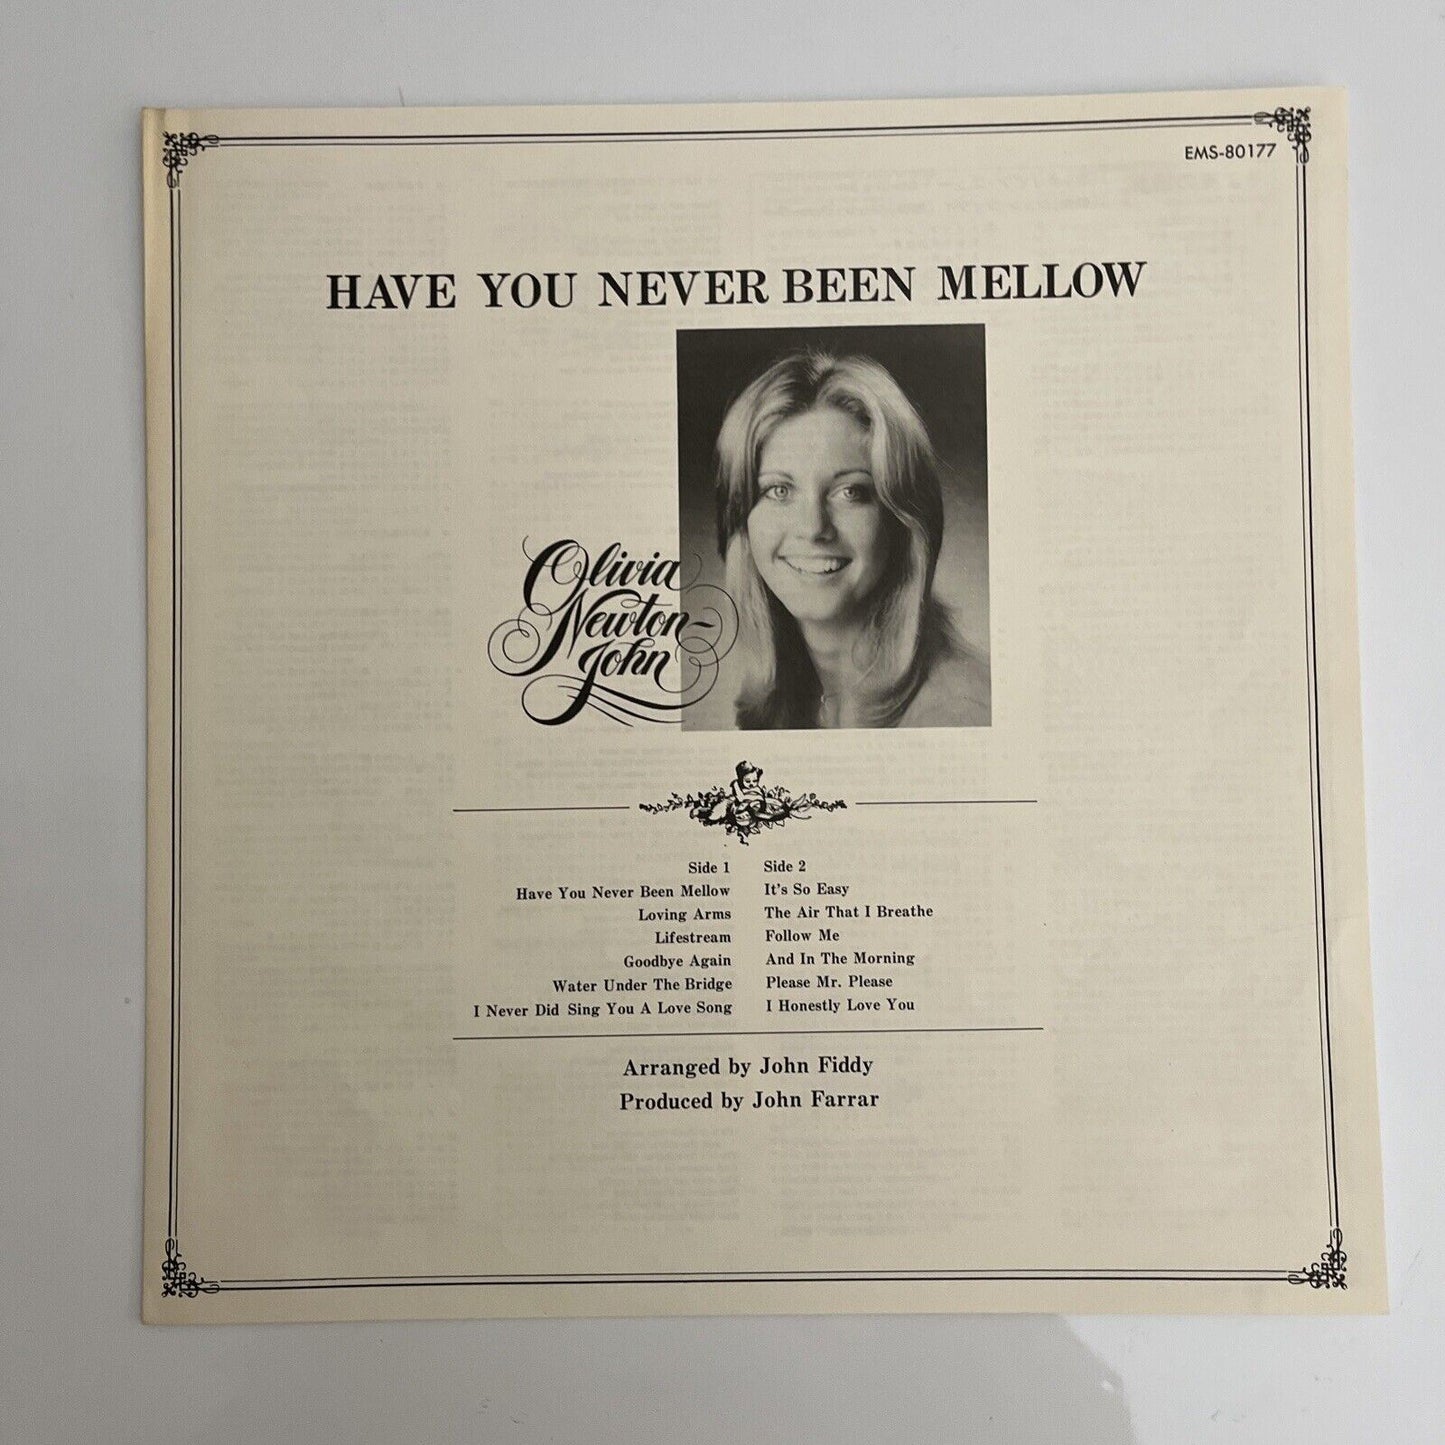 EMS-80177
HAVE YOU NEVER BEEN MELLOW
Olivia
Newton-
John
Side 1
Have You Never Been Mellow
Loving Arms
Lifestream
Goodbye Again
Water Under The Bridge
I Never Did Sing You A Love Song
Side 2
It's So Easy
The Air That I Breathe
Follow Me
And In The Morning
Please Mr. Please
I Honestly Love You
Arranged by John Fiddy
Produced by John Farrar